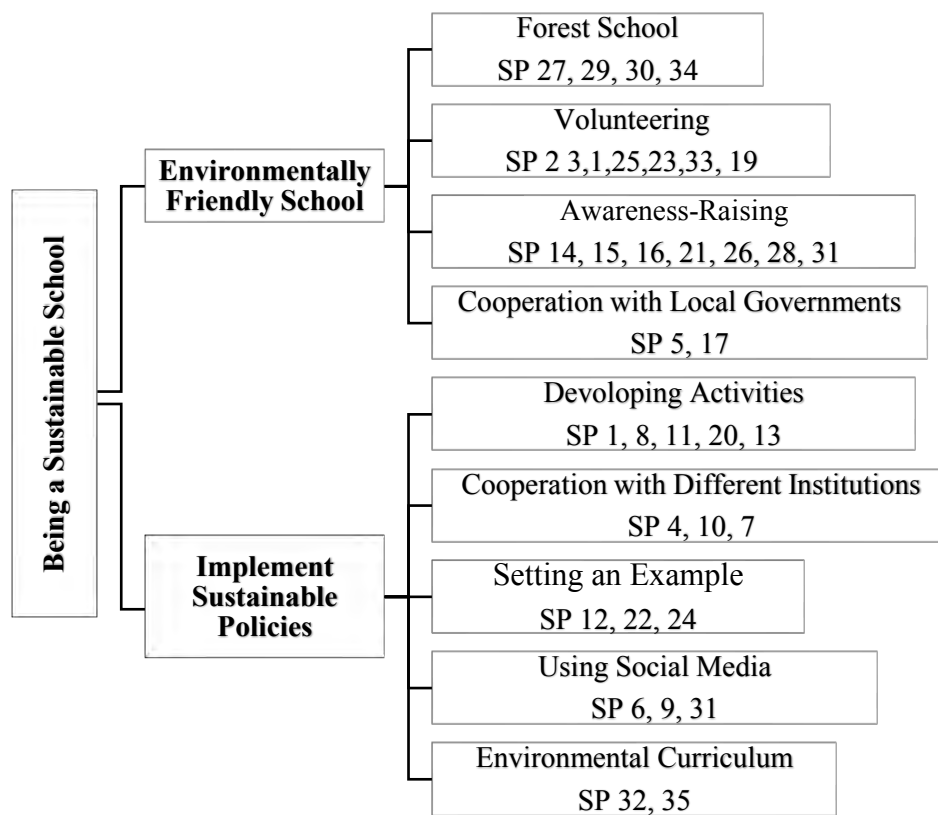 Being a Sustainable School
Environmentally
Friendly School
Forest School
SP 27, 29, 30, 34
Volunteering
SP 2 3,1,25,23,33, 19
Awareness-Raising
SP 14, 15, 16, 21, 26, 28, 31
Cooperation with Local Governments
SP 5, 17
Implement
Sustainable
Policies
Devoloping Activities
SP 1, 8, 11, 20, 13
Cooperation with Different Institutions
SP 4, 10, 7
Setting an Example
SP 12, 22, 24
Using Social Media
SP 6, 9, 31
Environmental Curriculum
SP 32, 35